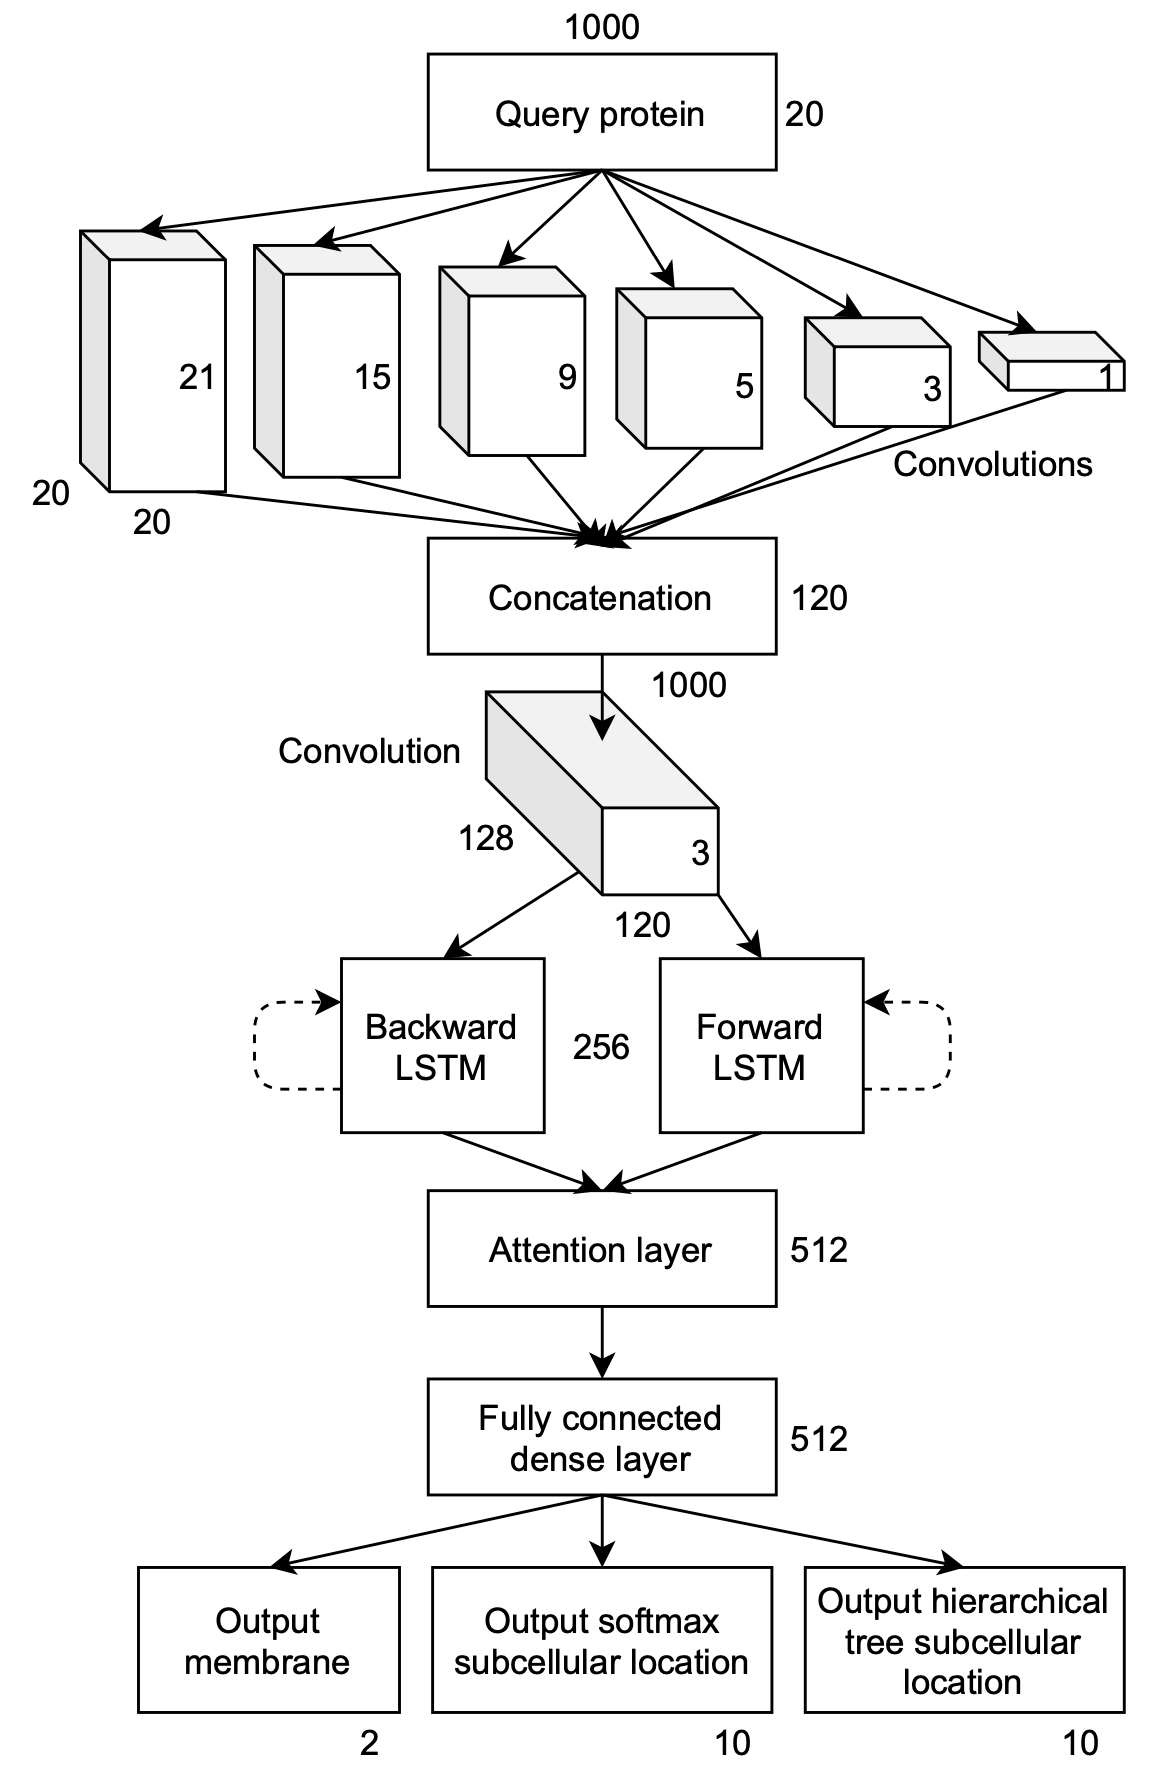 1000
Query protein
20
21
15
9
5
3
1
Convolutions
20
20
Concatenation
120
1000
Convolution
128
3
120
Backward
LSTM
256
Forward
LSTM
Attention layer
512
Fully connected
dense layer
512
Output
membrane
Output softmax
subcellular location
Output hierarchical
tree subcellular
location
2
10
10